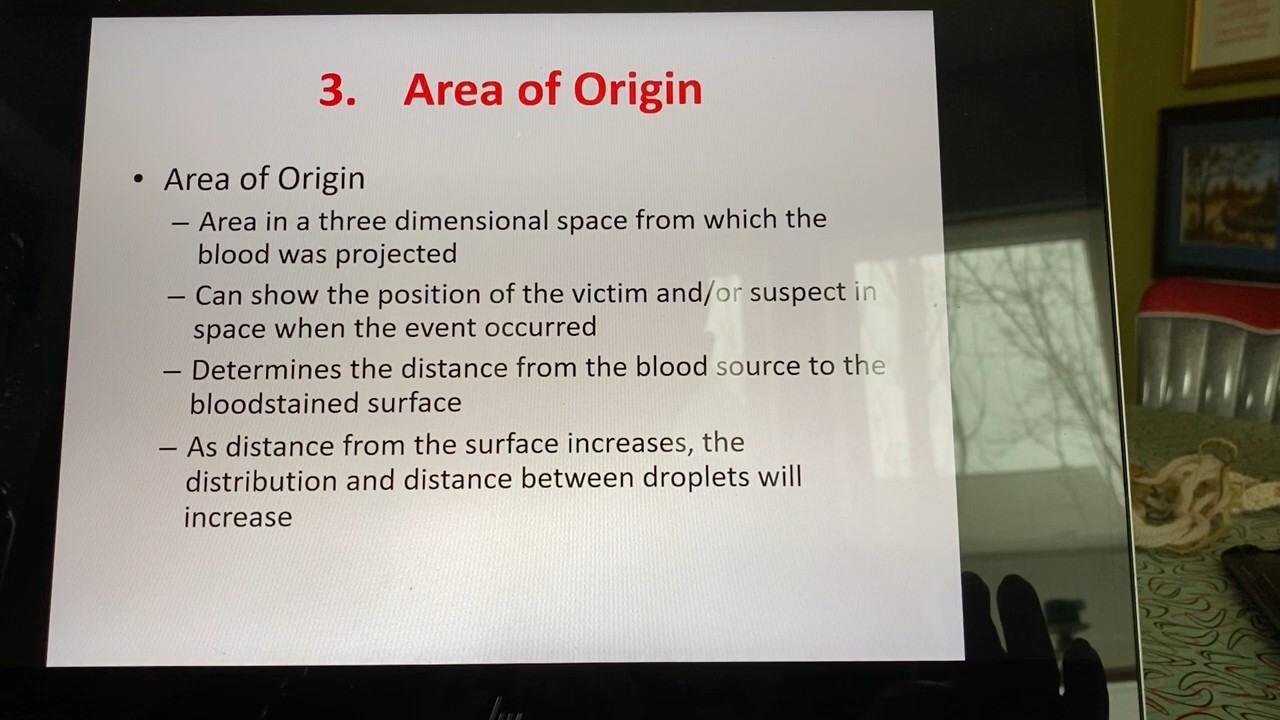 3. Area of Origin
• Area of Origin
– Area in a three dimensional space from which the
blood was projected
– Can show the position of the victim and/or suspect in
space when the event occurred
– Determines the distance from the blood source to the
bloodstained surface
– As distance from the surface increases, the
distribution and distance between droplets will
increase
hp